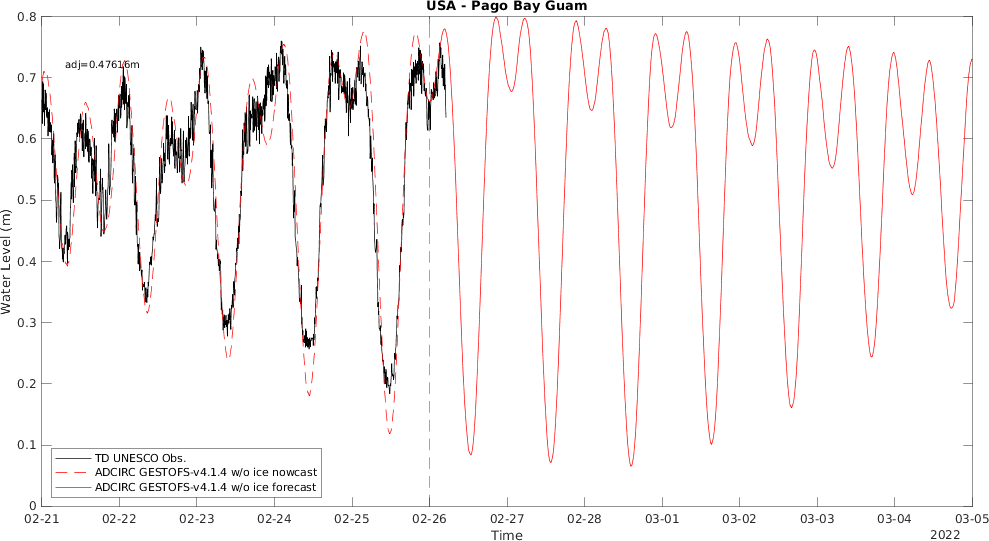 USA - Pago Bay Guam
adj=0.47616m
0.8
0.7
0.6
0.5
0.4
0.3
0.2
0.1
0
Water Level (m)
TD UNESCO Obs.
ADCIRC GESTOFS-v4.1.4 w/o ice nowcast
ADCIRC GESTOFS-v4.1.4 w/o ice forecast
02-21 02-22 02-23 02-24 02-25 02-26 02-27 02-28 03-01 03-02 03-03 03-04 03-05
Time
2022